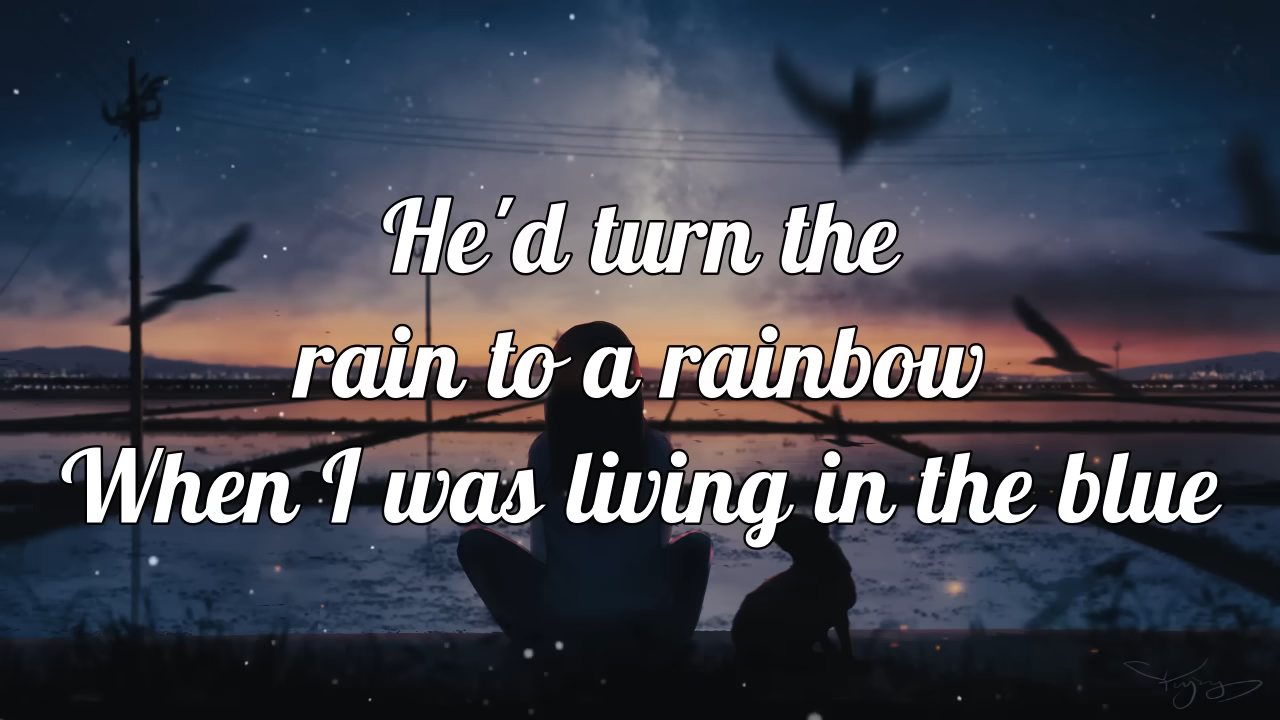 He'd turn the
rain to a rainbow
When I was living in the blue